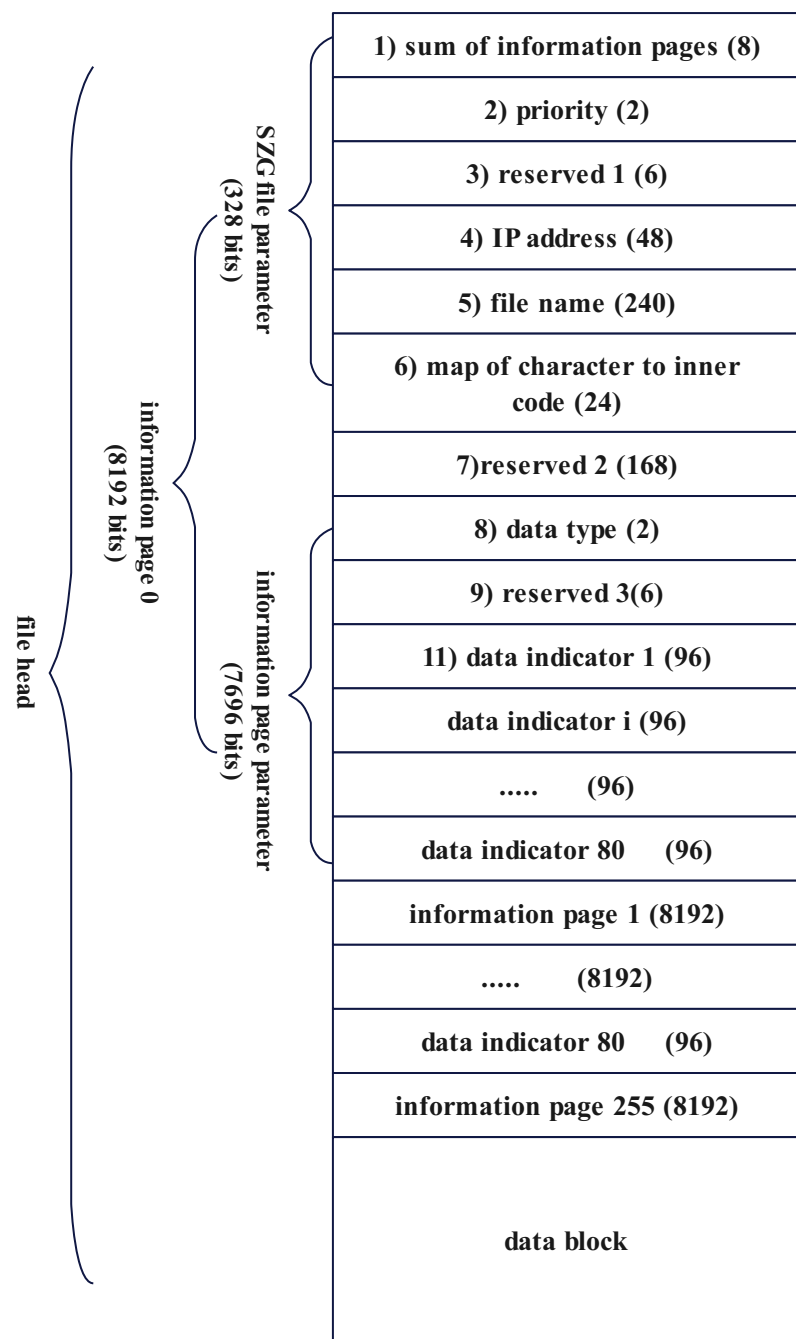 1) sum of information pages (8)
2) priority (2)
3) reserved 1 (6)
4) IP address (48)
5) file name (240)
6) map of character to inner
code (24)
7)reserved 2 (168)
8) data type (2)
9) reserved 3(6)
11) data indicator 1 (96)
data indicator i (96)
..... (96)
data indicator 80 (96)
information page 1 (8192)
..... (8192)
data indicator 80 (96)
information page 255 (8192)
data block
SZG file parameter
(328 bits)
information page parameter
(7696 bits)
information page 0
(8192 bits)
file head